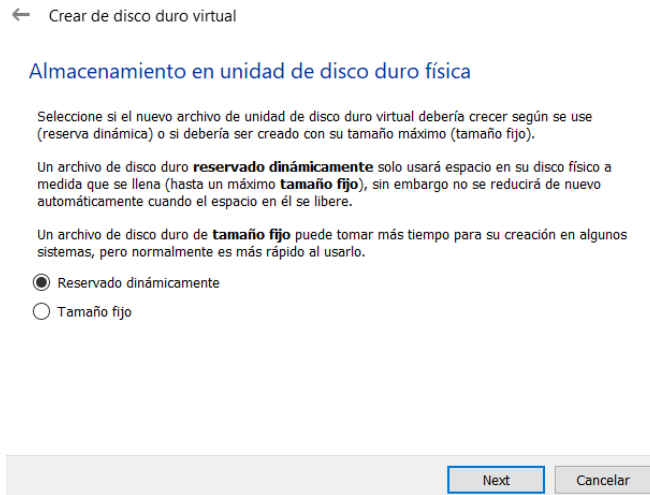 Crear de disco duro virtual
Almacenamiento en unidad de disco duro física
Seleccione si el nuevo archivo de unidad de disco duro virtual debería crecer según se use
(reserva dinámica) o si debería ser creado con su tamaño máximo (tamaño fijo).
Un archivo de disco duro reservado dinámicamente solo usará espacio en su disco físico a
medida que se llena (hasta un máximo tamaño fijo), sin embargo no se reducirá de nuevo
automáticamente cuando el espacio en él se libere.
Un archivo de disco duro de tamaño fijo puede tomar más tiempo para su creación en algunos
sistemas, pero normalmente es más rápido al usarlo.
Reservado dinámicamente
Tamaño fijo
Next Cancelar